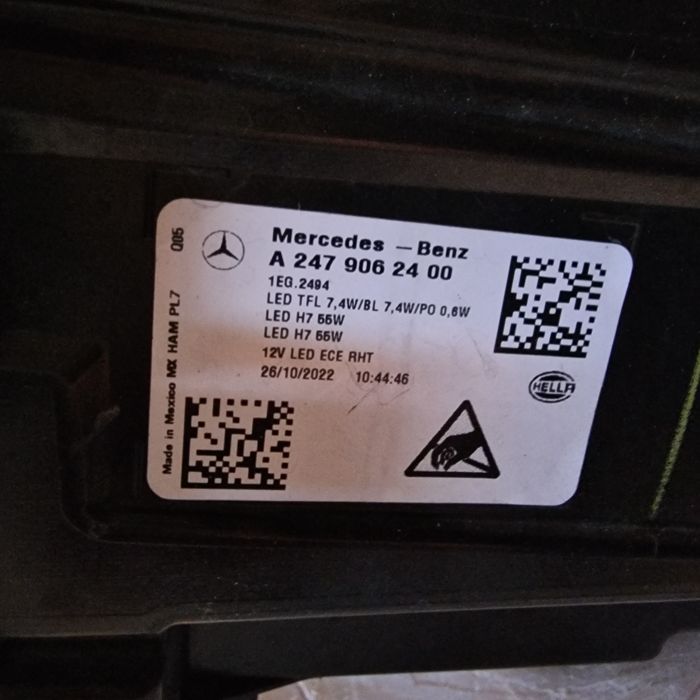 Mercedes - Benz
A 247 906 24 00
1EG.2494
LED TFL 7,4W/BL 7,4W/PO 0,6W
LED H7 55W
LED H7 55W
12V LED ECE RHT
26/10/2022 10:44:46
HELLA
Made in Mexico MX HAM PL7 Q05